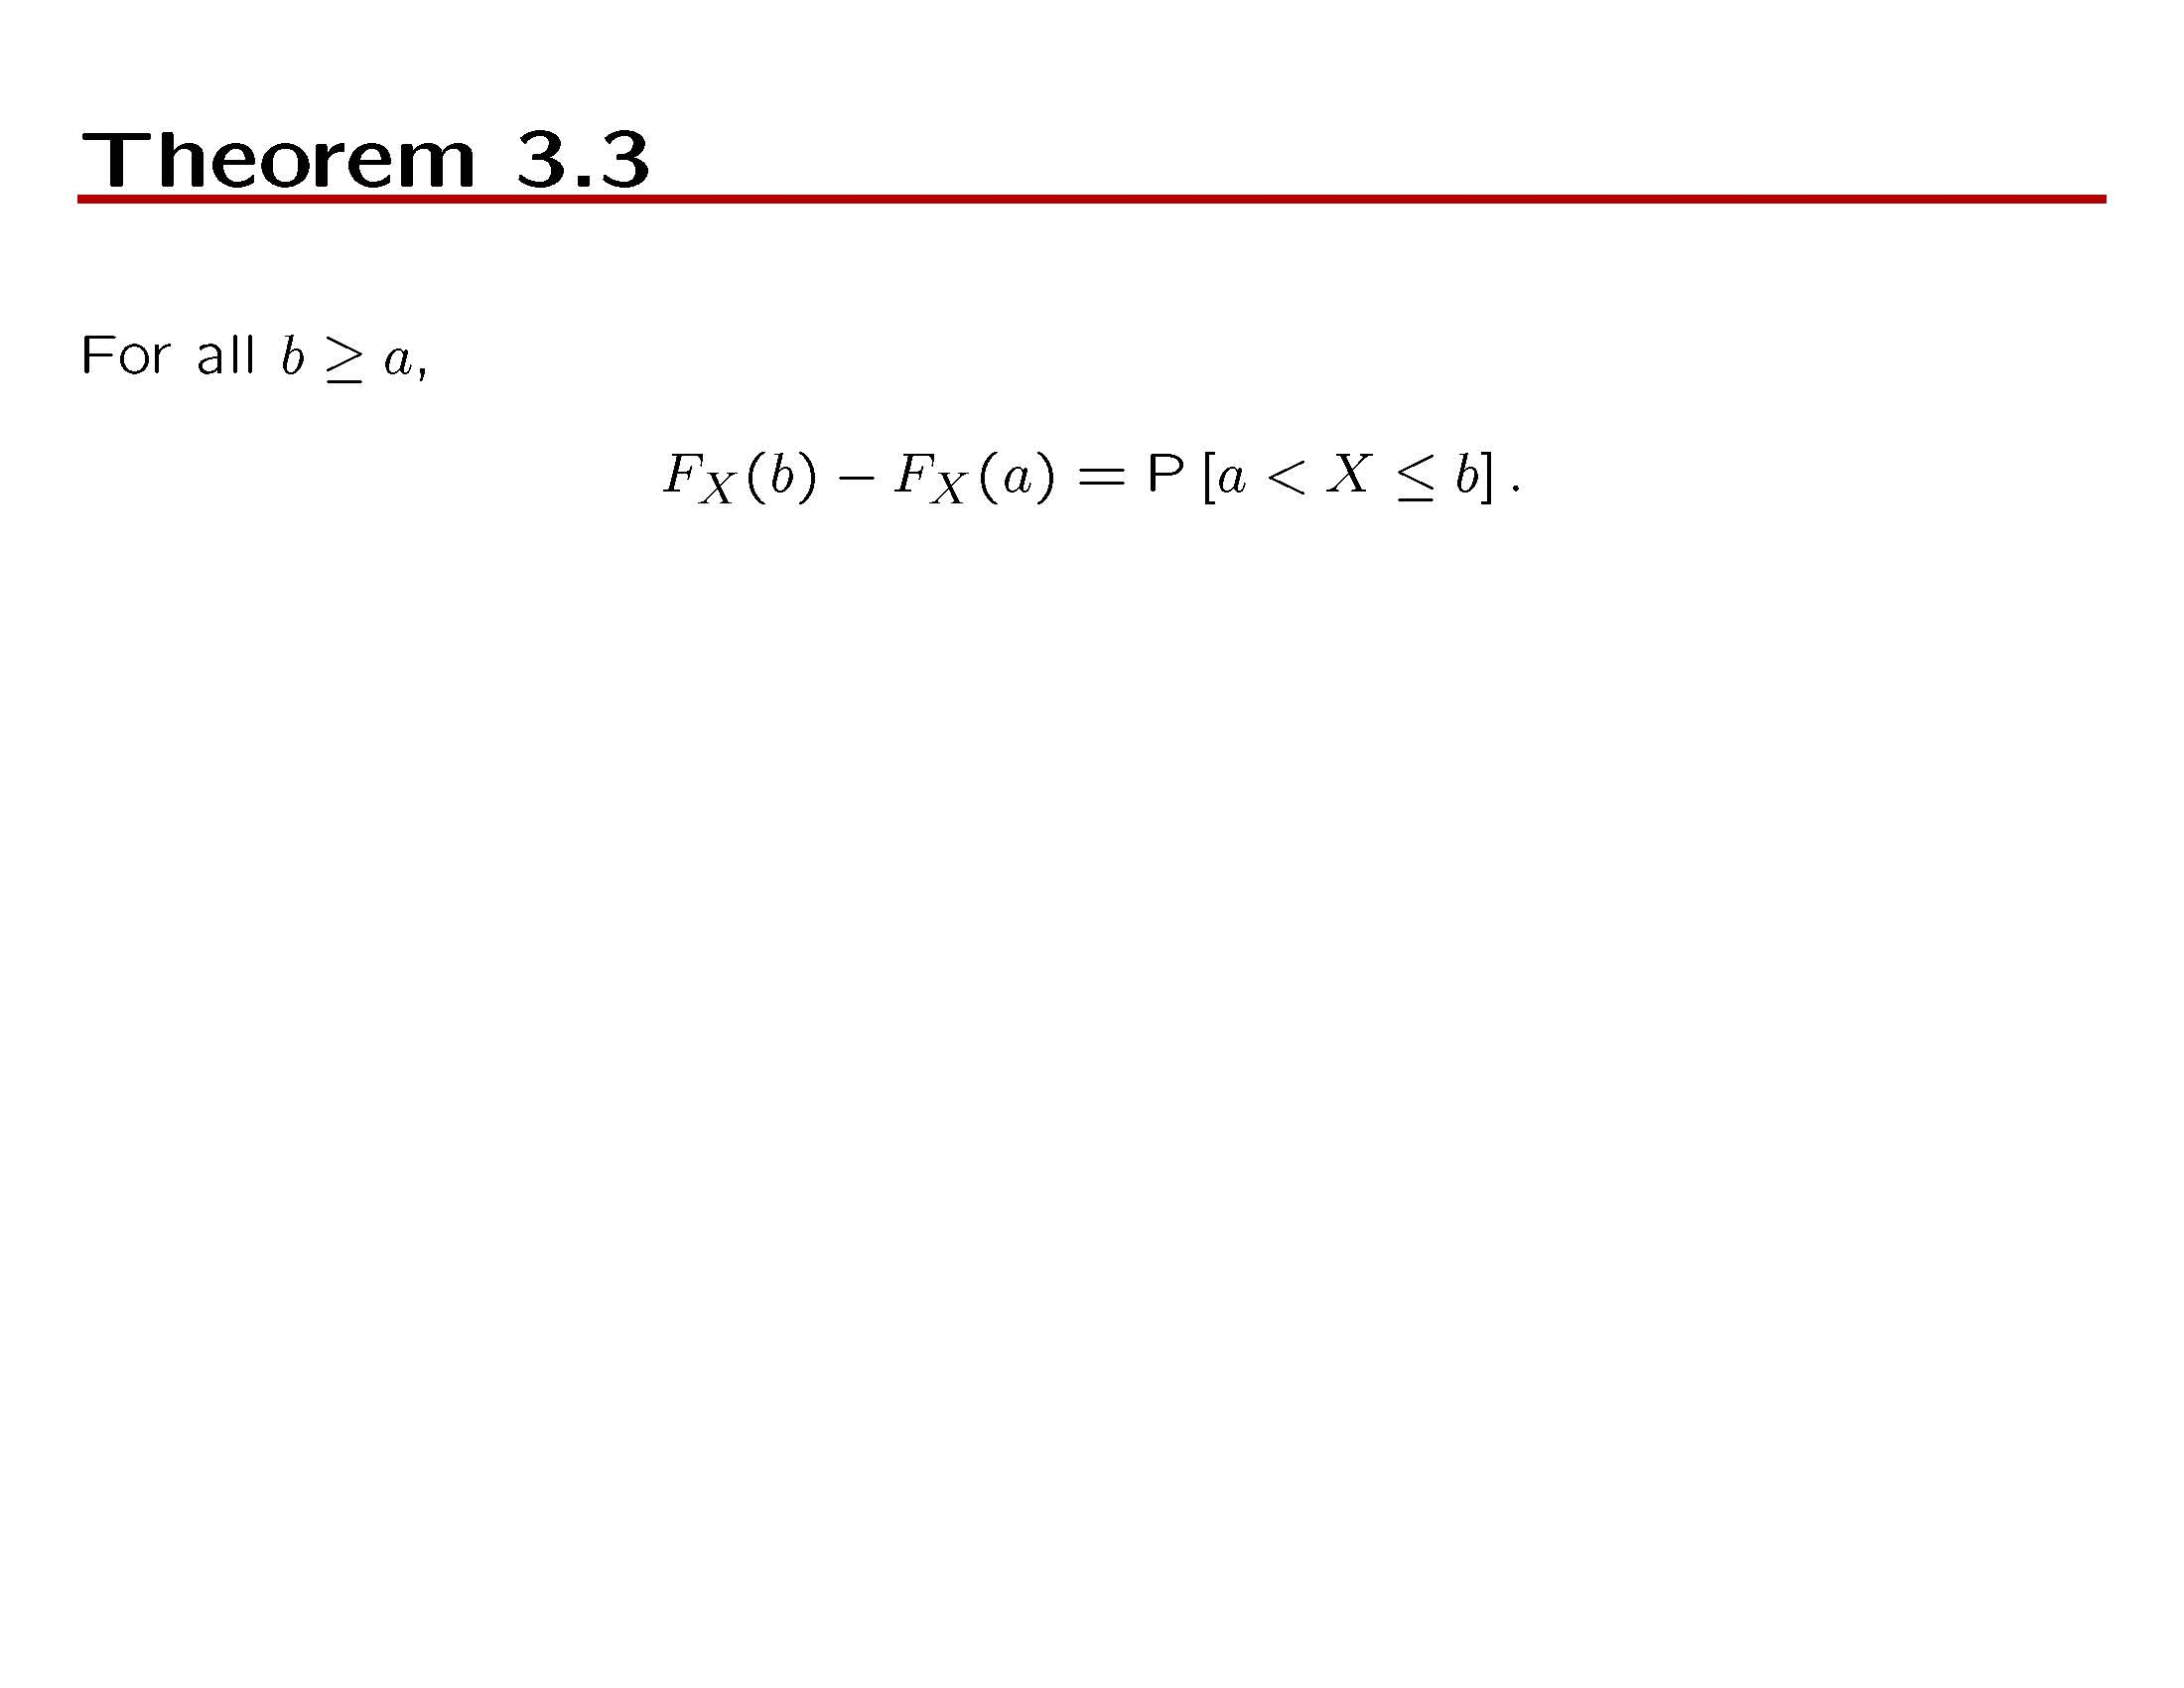 Theorem 3.3
For all b ≥ a,
F_X(b) − F_X(a) = P [a < X ≤ b] .